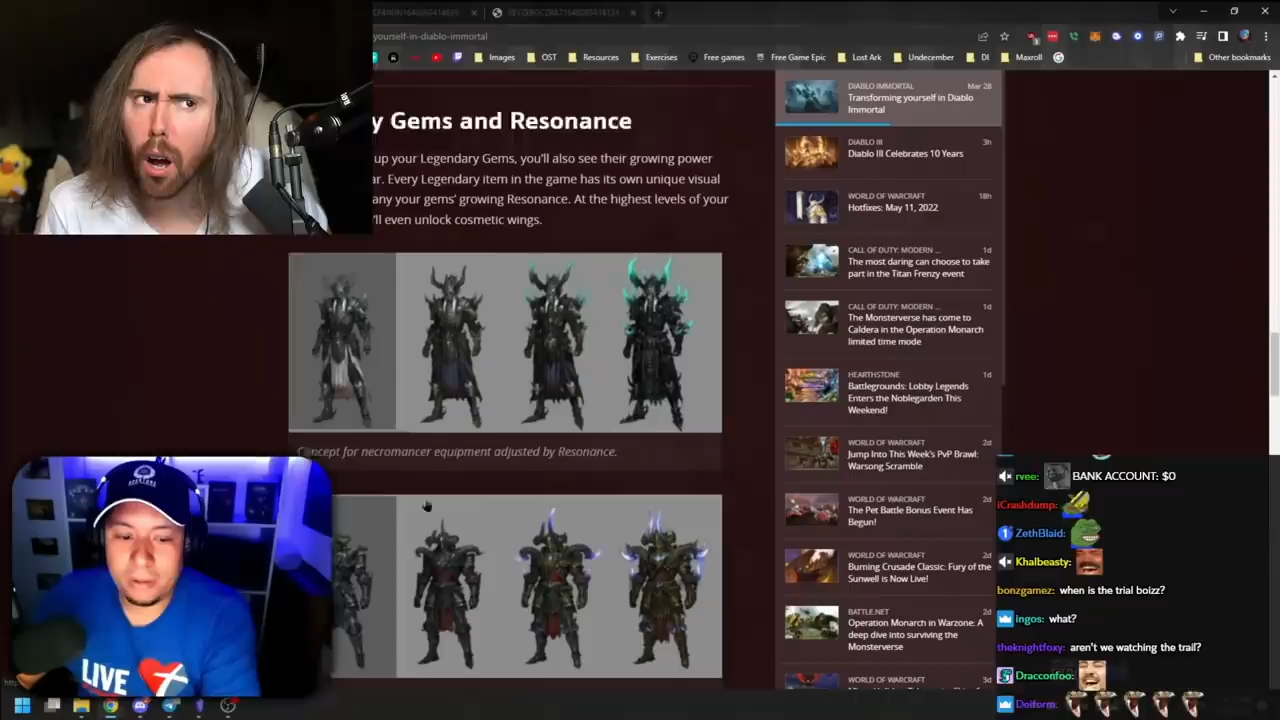 yourself-in-diablo-immortal
Images
OST
Resources
Exercises
Free games
Free Game Epic
Lost Ark
Undecember
DI
Maxroll
Other bookmarks
y Gems and Resonance
up your Legendary Gems, you'll also see their growing power
ar. Every Legendary item in the game has its own unique visual
any your gems' growing Resonance. At the highest levels of your
'll even unlock cosmetic wings.
Concept for necromancer equipment adjusted by Resonance.
DIABLO IMMORTAL Mar 28
Transforming yourself in Diablo
Immortal
DIABLO III 3h
Diablo III Celebrates 10 Years
WORLD OF WARCRAFT 18h
Hotfixes: May 11, 2022
CALL OF DUTY: MODERN ... 1d
The most daring can choose to take
part in the Titan Frenzy event
CALL OF DUTY: MODERN ... 1d
The Monsterverse has come to
Caldera in the Operation Monarch
limited time mode
HEARTHSTONE 1d
Battlegrounds: Lobby Legends
Enters the Noblegarden This
Weekend!
WORLD OF WARCRAFT 2d
Jump Into This Week's PvP Brawl:
Warsong Scramble
WORLD OF WARCRAFT 2d
The Pet Battle Bonus Event Has
Begun!
WORLD OF WARCRAFT 2d
Burning Crusade Classic: Fury of the
Sunwell is Now Live!
BATTLE.NET 2d
Operation Monarch in Warzone: A
deep dive into surviving the
Monsterverse
WORLD OF WARCRAFT 3d
rvee: BANK ACCOUNT: $0
iCrashdump:
ZethBlaid:
Khalbeasty:
bonzgamez: when is the trial boizz?
ingos: what?
theknightfoxy: aren't we watching the trail?
Dracconfoo:
Deiform:
LIVE